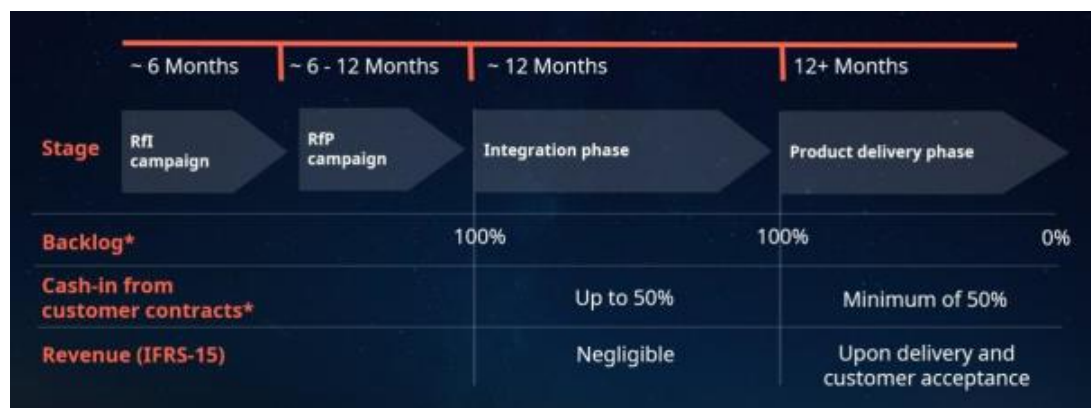 ~ 6 Months
~ 6 - 12 Months
~ 12 Months
12+ Months
Stage
RfI
campaign
RfP
campaign
Integration phase
Product delivery phase
Backlog*
100%
100%
0%
Cash-in from
customer contracts*
Up to 50%
Minimum of 50%
Revenue (IFRS-15)
Negligible
Upon delivery and
customer acceptance